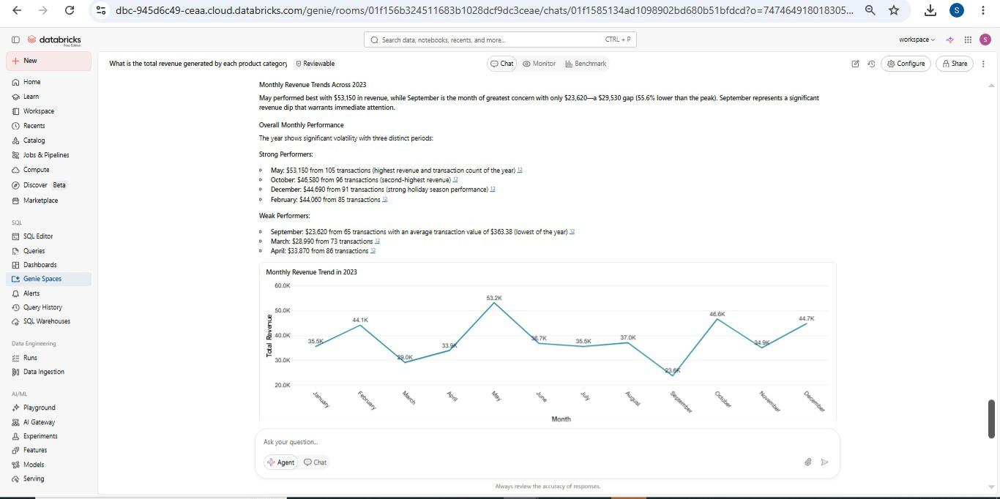 dbc-945d6c49-ceaa.cloud.databricks.com/genie/rooms/01f156b324511683b1028dcf9dc3ceae/chats/01f1585134ad1098902bd680b51bfdcd?o=747464918018305...
S
databricks
Free Edition
Search data, notebooks, recents, and more...
CTRL + P
workspace
S
New
Home
Learn
Workspace
Recents
Catalog
Jobs & Pipelines
Compute
Discover Beta
Marketplace
SQL
SQL Editor
Queries
Dashboards
Genie Spaces
Alerts
Query History
SQL Warehouses
Data Engineering
Runs
Data Ingestion
AI/ML
Playground
AI Gateway
Experiments
Features
Models
Serving
What is the total revenue generated by each product category
Reviewable
Chat
Monitor
Benchmark
Configure
Share
Monthly Revenue Trends Across 2023
May performed best with $53,150 in revenue, while September is the month of greatest concern with only $23,620—a $29,530 gap (55.6% lower than the peak). September represents a significant
revenue dip that warrants immediate attention.
Overall Monthly Performance
The year shows significant volatility with three distinct periods:
Strong Performers:
May: $53,150 from 105 transactions (highest revenue and transaction count of the year) 12
October: $46,580 from 96 transactions (second-highest revenue) 12
December: $44,690 from 91 transactions (strong holiday season performance) 12
February: $44,060 from 85 transactions 12
Weak Performers:
September: $23,620 from 65 transactions with an average transaction value of $363.38 (lowest of the year) 12
March: $28,990 from 73 transactions 12
April: $33,870 from 86 transactions 12
Monthly Revenue Trend in 2023
Total Revenue
60.0K
50.0K
40.0K
30.0K
20.0K
35.5K
44.1K
29.0K
33.9K
53.2K
36.7K
35.5K
37.0K
23.6K
46.6K
34.9K
44.7K
January
February
March
April
May
June
July
August
September
October
November
December
Month
Ask your question...
Agent
Chat
Always review the accuracy of responses.